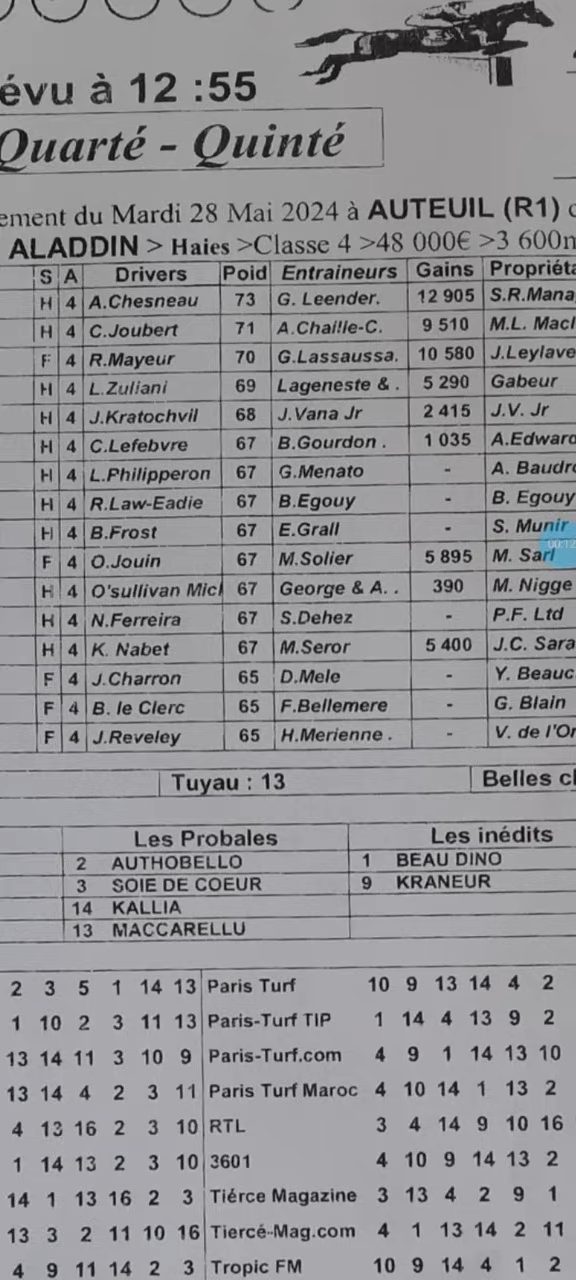 évu à 12 :55
Quarté - Quinté
ement du Mardi 28 Mai 2024 à AUTEUIL (R1)
ALADDIN > Haies >Classe 4 >48 000€ >3 600m
S A Drivers Poid Entraineurs Gains Propriéta
H 4 A.Chesneau 73 G. Leender. 12 905 S.R.Mana
H 4 C.Joubert 71 A.Chaille-C. 9 510 M.L. Macl
F 4 R.Mayeur 70 G.Lassaussa. 10 580 J.Leylave
H 4 L.Zuliani 69 Lageneste & . 5 290 Gabeur
H 4 J.Kratochvil 68 J.Vana Jr 2 415 J.V. Jr
H 4 C.Lefebvre 67 B.Gourdon . 1 035 A.Edward
H 4 L.Philipperon 67 G.Menato - A. Baudro
H 4 R.Law-Eadie 67 B.Egouy - B. Egouy
H 4 B.Frost 67 E.Grall - S. Munir
F 4 O.Jouin 67 M.Solier 5 895 M. Sarl
H 4 O'sullivan Micl 67 George & A. . 390 M. Nigge
H 4 N.Ferreira 67 S.Dehez - P.F. Ltd
H 4 K. Nabet 67 M.Seror 5 400 J.C. Sara
F 4 J.Charron 65 D.Mele - Y. Beauc
F 4 B. le Clerc 65 F.Bellemere - G. Blain
F 4 J.Reveley 65 H.Merienne . - V. de l'Or
00:12
Tuyau : 13 Belles cl
Les Probales Les inédits
2 AUTHOBELLO 1 BEAU DINO
3 SOIE DE COEUR 9 KRANEUR
14 KALLIA
13 MACCARELLU
2 3 5 1 14 13 Paris Turf 10 9 13 14 4 2
1 10 2 3 11 13 Paris-Turf TIP 1 14 4 13 9 2
13 14 11 3 10 9 Paris-Turf.com 4 9 1 14 13 10
13 14 4 2 3 11 Paris Turf Maroc 4 10 14 1 13 2
4 13 16 2 3 10 RTL 3 4 14 9 10 16
1 14 13 2 3 10 3601 4 10 9 14 13 2
14 1 13 16 2 3 Tiérce Magazine 3 13 4 2 9 1
13 3 2 11 10 16 Tiercé-Mag.com 4 1 13 14 2 11
4 9 11 14 2 3 Tropic FM 10 9 14 4 1 2